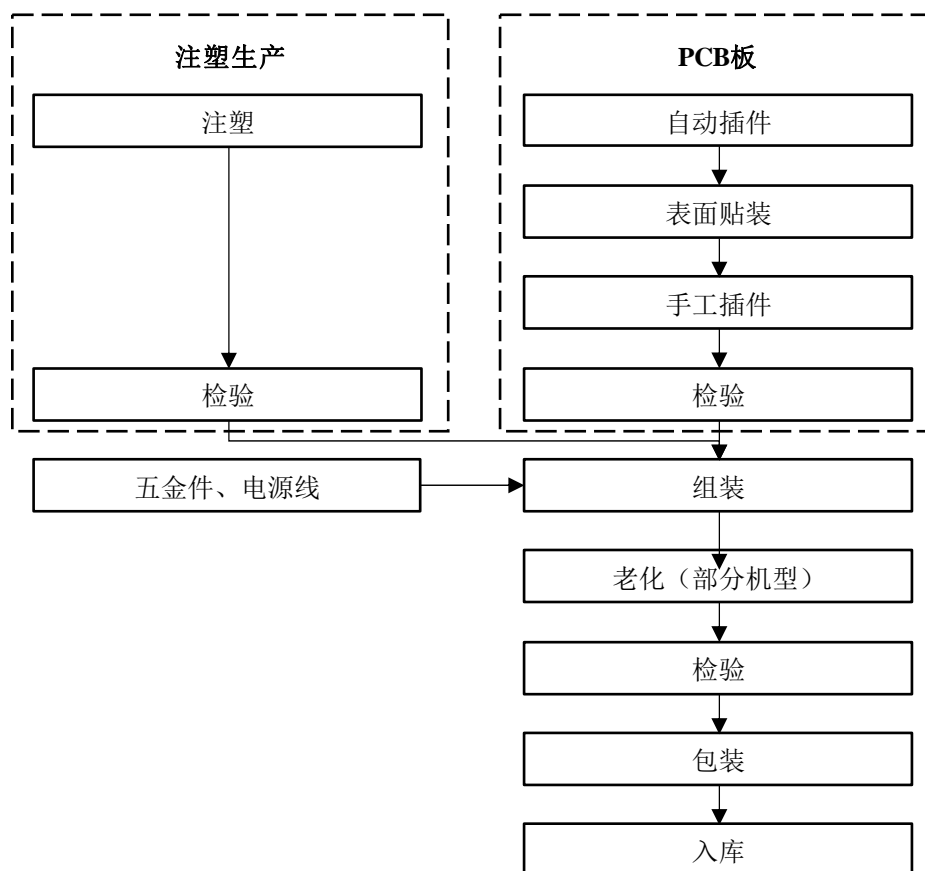 注塑生产
注塑
检验
PCB板
自动插件
表面贴装
手工插件
检验
五金件、电源线
组装
老化（部分机型）
检验
包装
入库